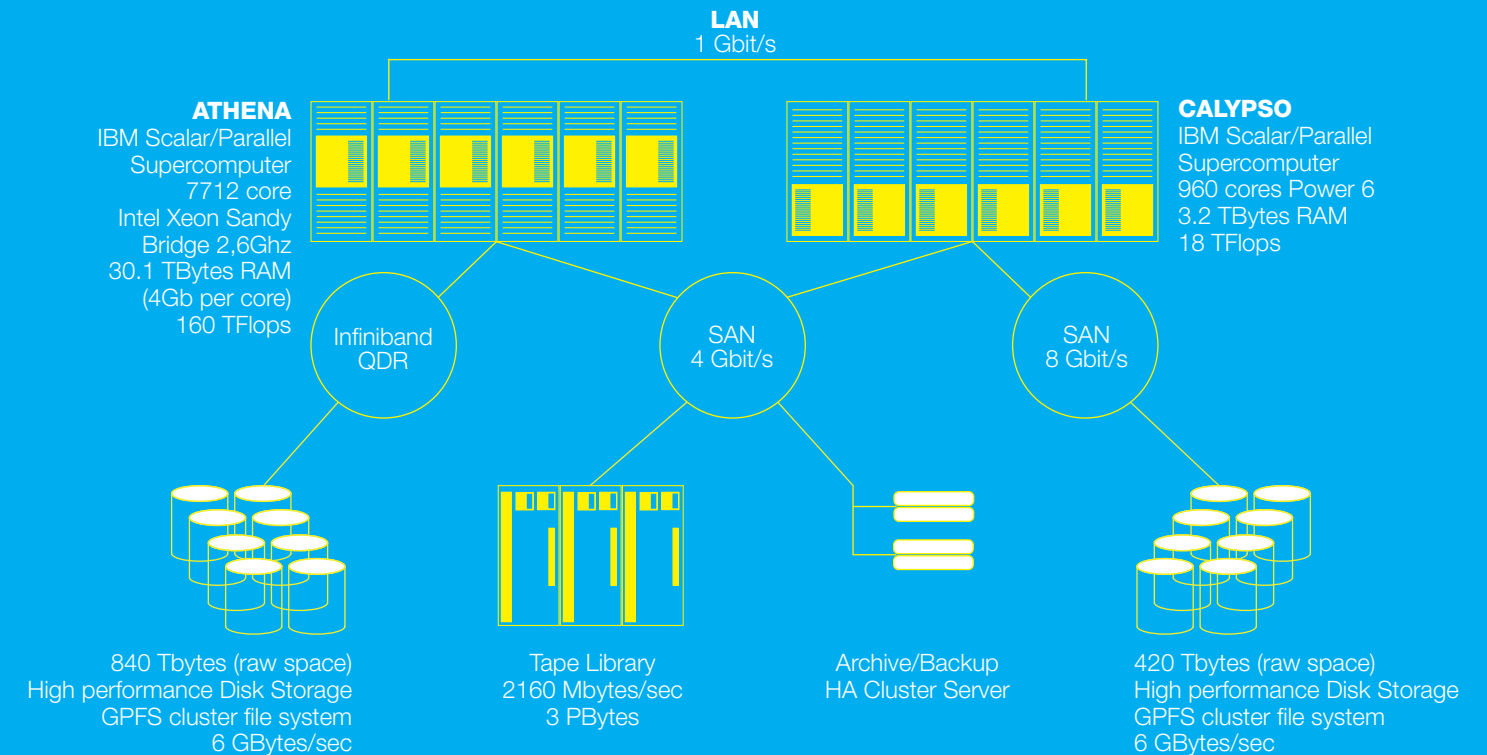 LAN
1 Gbit/s
ATHENA
IBM Scalar/Parallel
Supercomputer
7712 core
Intel Xeon Sandy
Bridge 2,6Ghz
30.1 TBytes RAM
(4Gb per core)
160 TFlops
CALYPSO
IBM Scalar/Parallel
Supercomputer
960 cores Power 6
3.2 TBytes RAM
18 TFlops
Infiniband
QDR
SAN
4 Gbit/s
SAN
8 Gbit/s
840 Tbytes (raw space)
High performance Disk Storage
GPFS cluster file system
6 GBytes/sec
Tape Library
2160 Mbytes/sec
3 PBytes
Archive/Backup
HA Cluster Server
420 Tbytes (raw space)
High performance Disk Storage
GPFS cluster file system
6 GBytes/sec